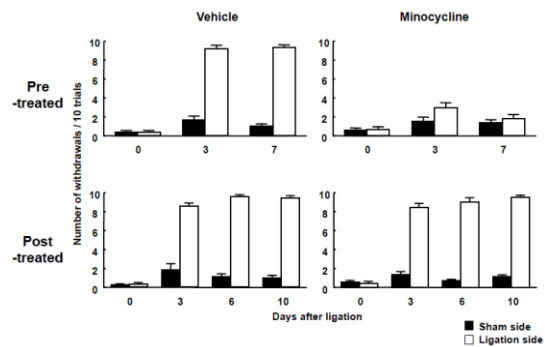 Vehicle
Minocycline
Pre
-treated
Post
-treated
Number of withdrawals / 10 trials
10
8
6
4
2
0
0 3 7
10
8
6
4
2
0
0 3 7
10
8
6
4
2
0
0 3 6 10
10
8
6
4
2
0
0 3 6 10
Days after ligation
Sham side
Ligation side